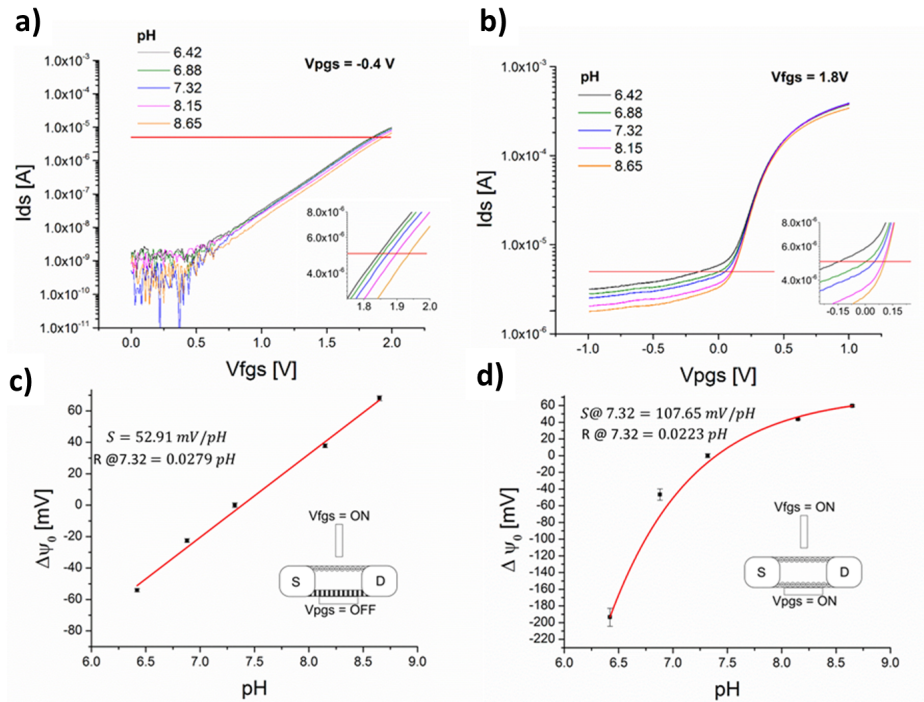 a)
pH
6.42
6.88
7.32
8.15
8.65
Vpgs = -0.4 V
1.0x10⁻³
1.0x10⁻⁴
1.0x10⁻⁵
1.0x10⁻⁶
1.0x10⁻⁷
1.0x10⁻⁸
1.0x10⁻⁹
1.0x10⁻¹⁰
1.0x10⁻¹¹
Ids [A]
0.0
0.5
1.0
1.5
2.0
Vfgs [V]
8.0x10⁻⁶
6.0x10⁻⁶
4.0x10⁻⁶
1.8
1.9
2.0
b)
pH
6.42
6.88
7.32
8.15
8.65
Vfgs = 1.8V
1.0x10⁻³
1.0x10⁻⁴
1.0x10⁻⁵
1.0x10⁻⁶
Ids [A]
-1.0
-0.5
0.0
0.5
1.0
Vpgs [V]
8.0x10⁻⁶
6.0x10⁻⁶
4.0x10⁻⁶
-0.15
0.00
0.15
c)
S = 52.91 mV/pH
R @7.32 = 0.0279 pH
60
40
20
0
-20
-40
-60
-80
Δψ₀ [mV]
Vfgs = ON
S
D
Vpgs = OFF
6.0
6.5
7.0
7.5
8.0
8.5
9.0
pH
d)
S@ 7.32 = 107.65 mV/pH
R @ 7.32 = 0.0223 pH
60
40
20
0
-20
-40
-60
-80
-100
-120
-140
-160
-180
-200
-220
Δψ₀ [mV]
Vfgs = ON
S
D
Vpgs = ON
6.0
6.5
7.0
7.5
8.0
8.5
9.0
pH